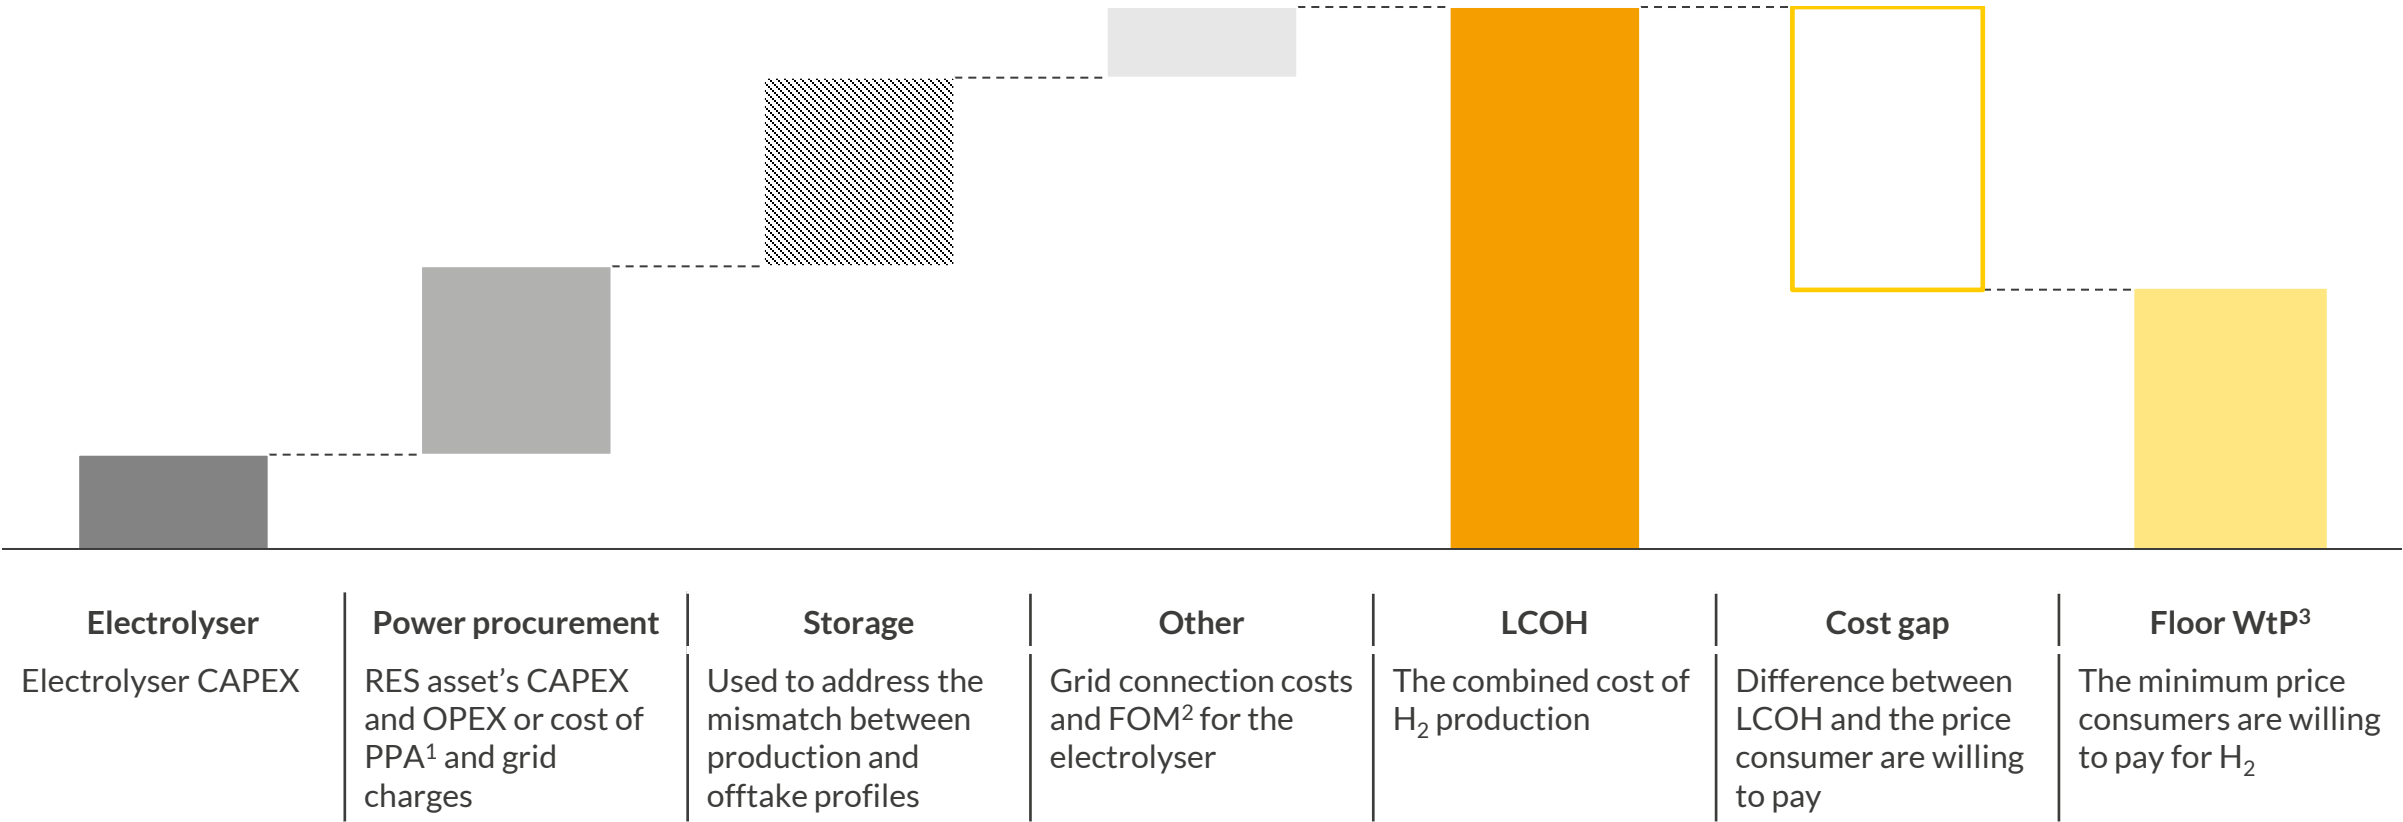 Electrolyser
Power procurement
Storage
Other
LCOH
Cost gap
Floor WtP³
Electrolyser CAPEX
RES asset’s CAPEX
and OPEX or cost of
PPA¹ and grid
charges
Used to address the
mismatch between
production and
offtake profiles
Grid connection costs
and FOM² for the
electrolyser
The combined cost of
H₂ production
Difference between
LCOH and the price
consumer are willing
to pay
The minimum price
consumers are willing
to pay for H₂